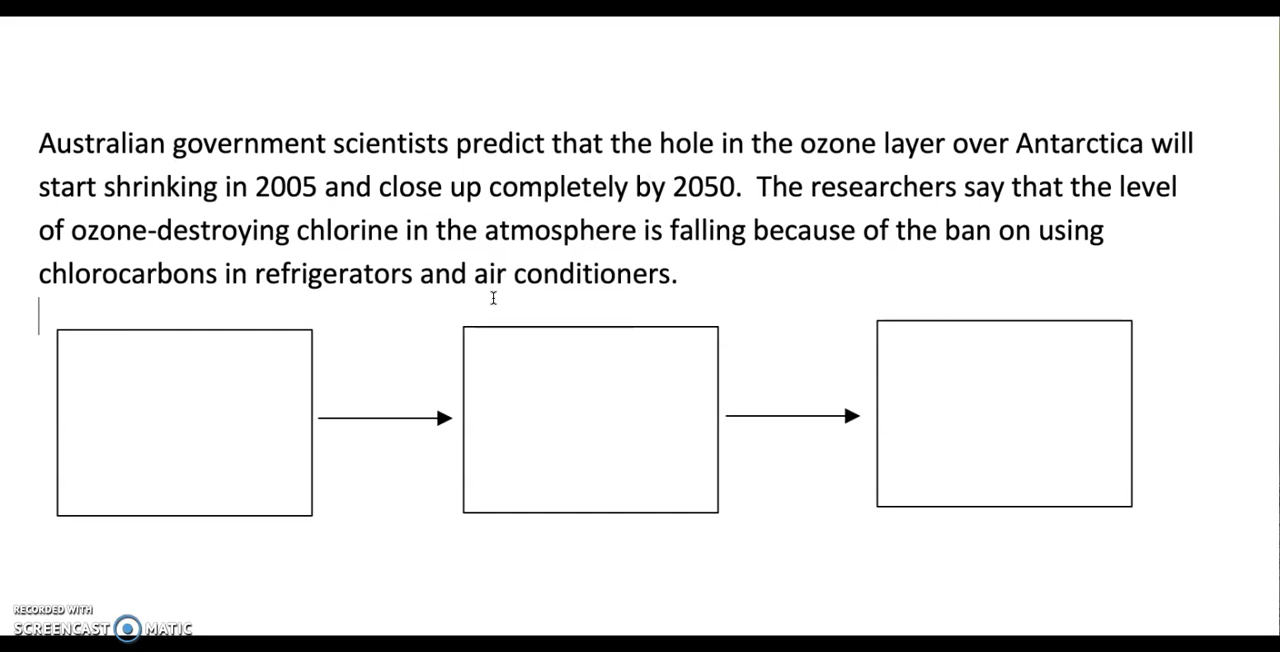 Australian government scientists predict that the hole in the ozone layer over Antarctica will
start shrinking in 2005 and close up completely by 2050.  The researchers say that the level
of ozone-destroying chlorine in the atmosphere is falling because of the ban on using
chlorocarbons in refrigerators and air conditioners.
RECORDED WITH
SCREENCAST MATIC